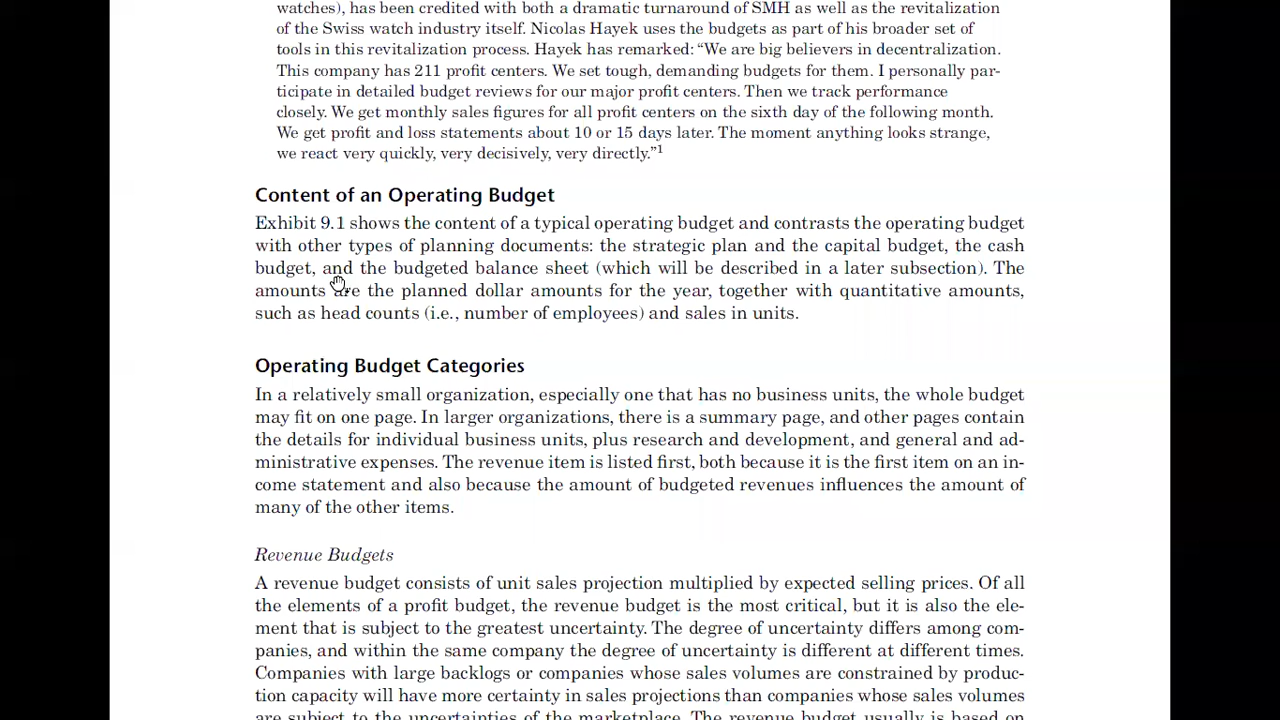 watches), has been credited with both a dramatic turnaround of SMH as well as the revitalization
of the Swiss watch industry itself. Nicolas Hayek uses the budgets as part of his broader set of
tools in this revitalization process. Hayek has remarked: “We are big believers in decentralization.
This company has 211 profit centers. We set tough, demanding budgets for them. I personally par-
ticipate in detailed budget reviews for our major profit centers. Then we track performance
closely. We get monthly sales figures for all profit centers on the sixth day of the following month.
We get profit and loss statements about 10 or 15 days later. The moment anything looks strange,
we react very quickly, very decisively, very directly.”1
Content of an Operating Budget
Exhibit 9.1 shows the content of a typical operating budget and contrasts the operating budget
with other types of planning documents: the strategic plan and the capital budget, the cash
budget, and the budgeted balance sheet (which will be described in a later subsection). The
amounts are the planned dollar amounts for the year, together with quantitative amounts,
such as head counts (i.e., number of employees) and sales in units.
Operating Budget Categories
In a relatively small organization, especially one that has no business units, the whole budget
may fit on one page. In larger organizations, there is a summary page, and other pages contain
the details for individual business units, plus research and development, and general and ad-
ministrative expenses. The revenue item is listed first, both because it is the first item on an in-
come statement and also because the amount of budgeted revenues influences the amount of
many of the other items.
Revenue Budgets
A revenue budget consists of unit sales projection multiplied by expected selling prices. Of all
the elements of a profit budget, the revenue budget is the most critical, but it is also the ele-
ment that is subject to the greatest uncertainty. The degree of uncertainty differs among com-
panies, and within the same company the degree of uncertainty is different at different times.
Companies with large backlogs or companies whose sales volumes are constrained by produc-
tion capacity will have more certainty in sales projections than companies whose sales volumes
are subject to the uncertainties of the marketplace. The revenue budget usually is based on